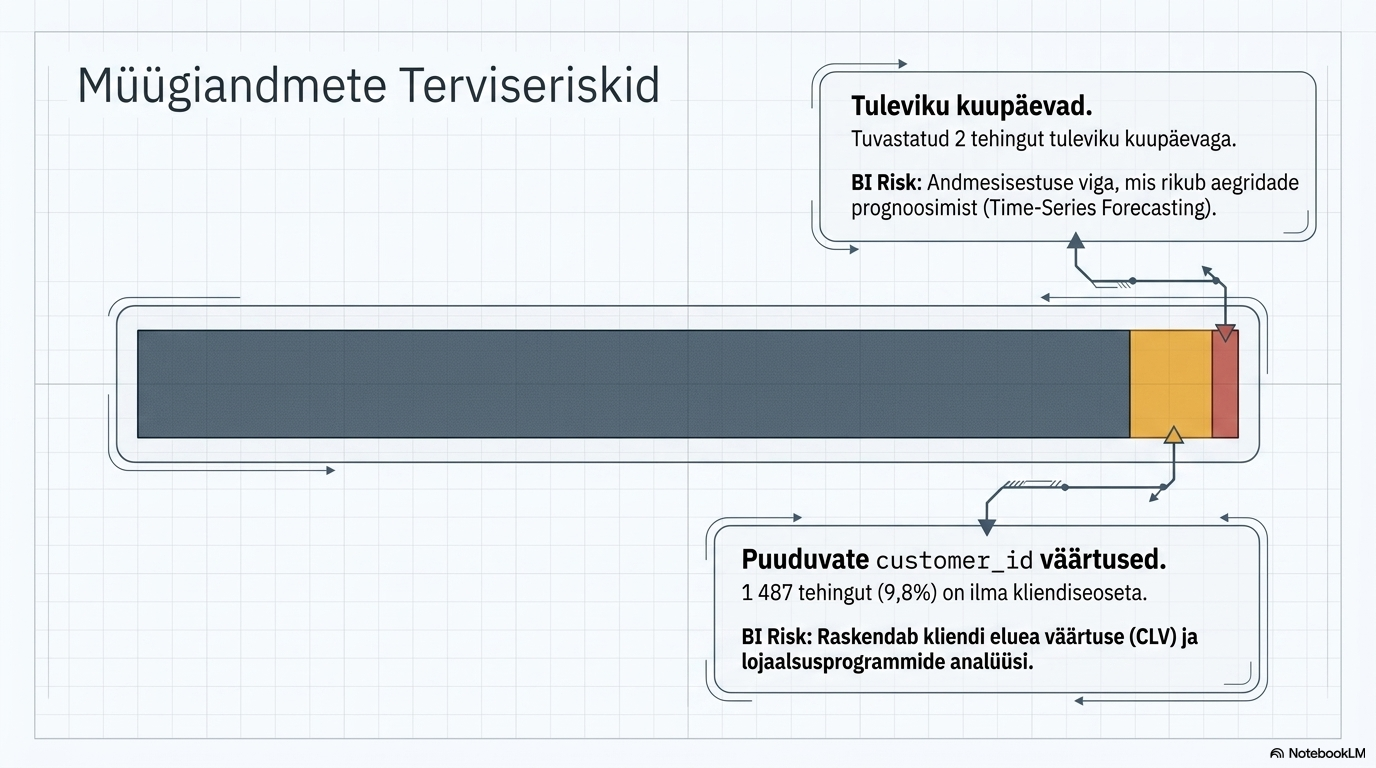 Müügiandmete Terviseriskid
Tuleviku kuupäevad.
Tuvastatud 2 tehingut tuleviku kuupäevaga.
BI Risk: Andmesisestuse viga, mis rikub aegridade
prognoosimist (Time-Series Forecasting).
Puuduvate customer_id väärtused.
1 487 tehingut (9,8%) on ilma kliendiseoseta.
BI Risk: Raskendab kliendi eluea väärtuse (CLV) ja
lojaalsusprogrammide analüüsi.
NotebookLM